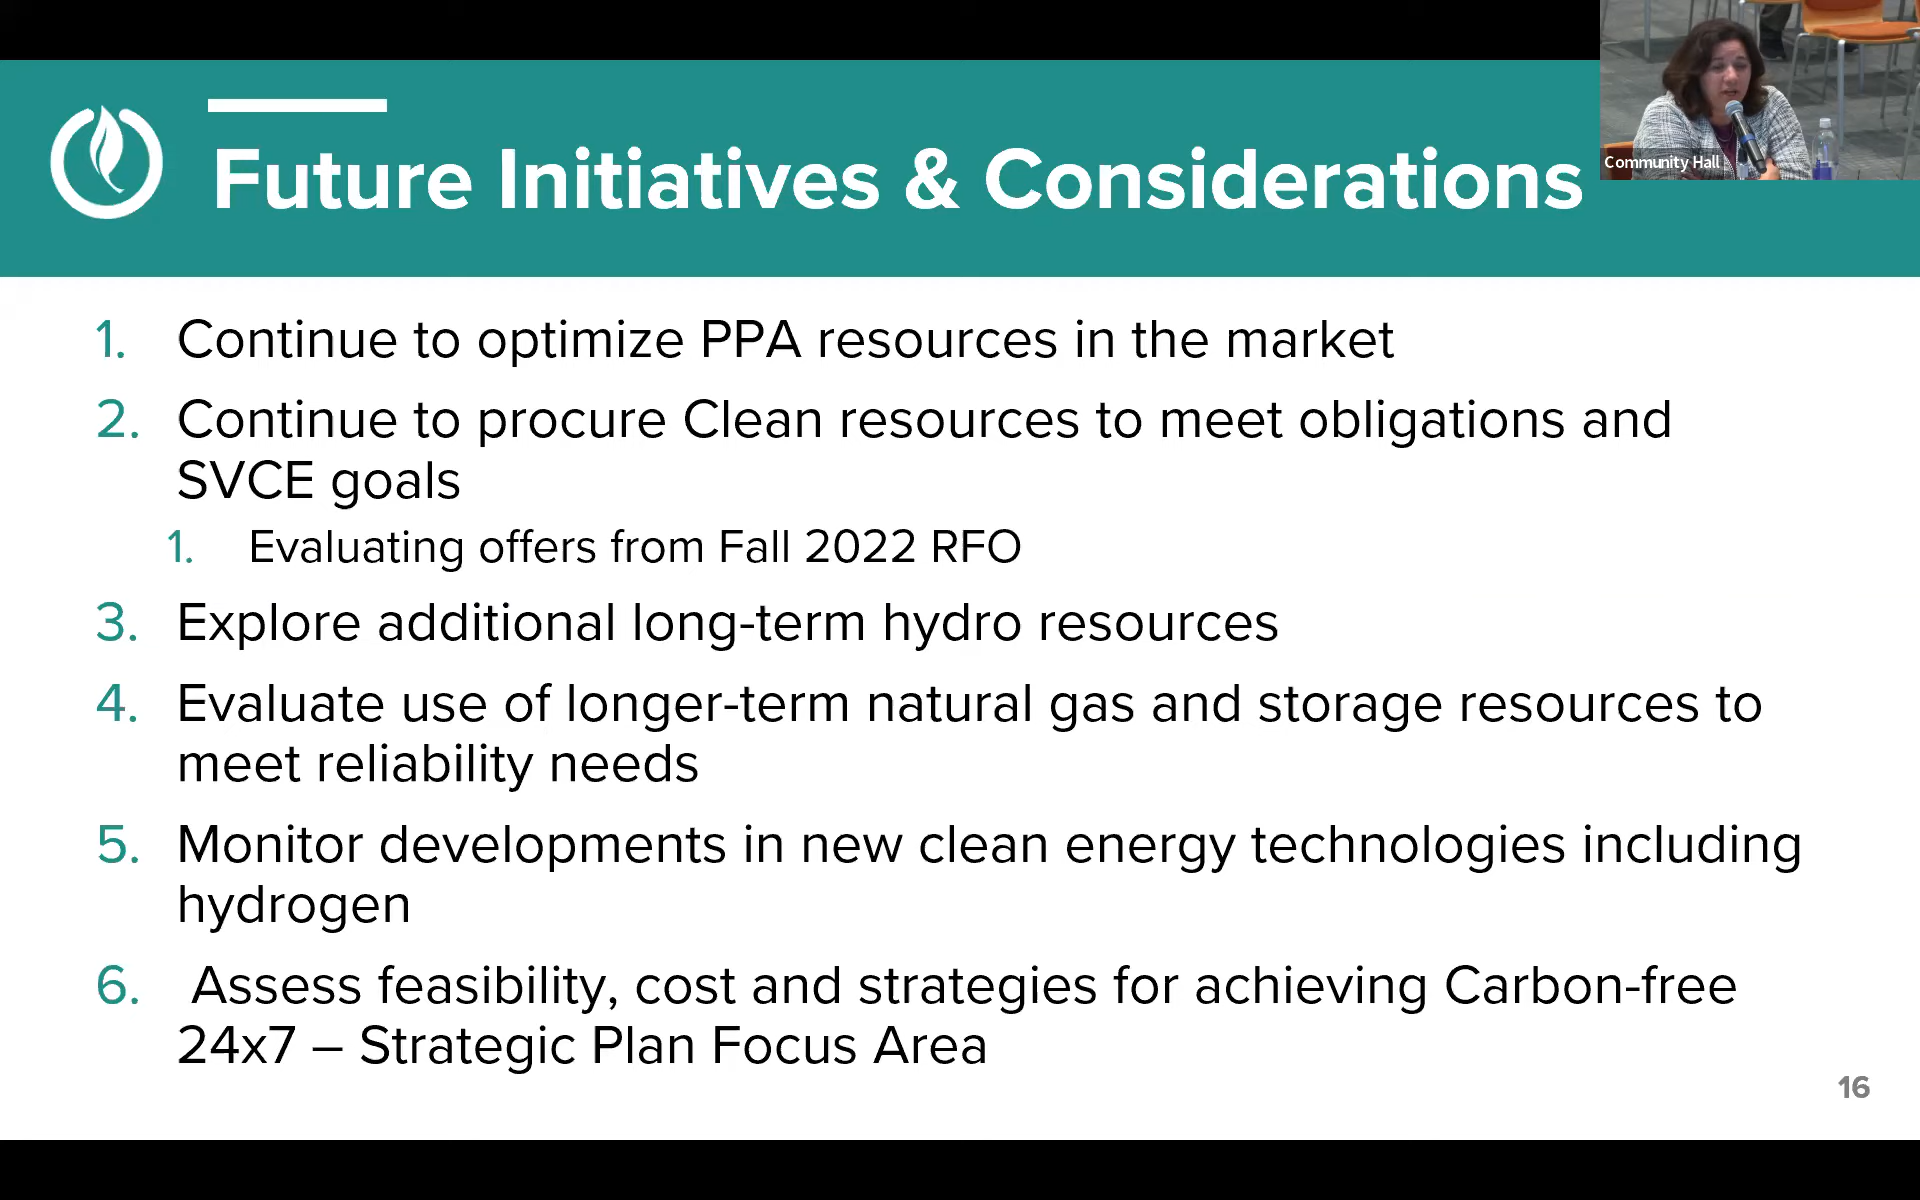 Future Initiatives & Considerations
Community Hall
1. Continue to optimize PPA resources in the market
2. Continue to procure Clean resources to meet obligations and
SVCE goals
1. Evaluating offers from Fall 2022 RFO
3. Explore additional long-term hydro resources
4. Evaluate use of longer-term natural gas and storage resources to
meet reliability needs
5. Monitor developments in new clean energy technologies including
hydrogen
6. Assess feasibility, cost and strategies for achieving Carbon-free
24x7 – Strategic Plan Focus Area
16